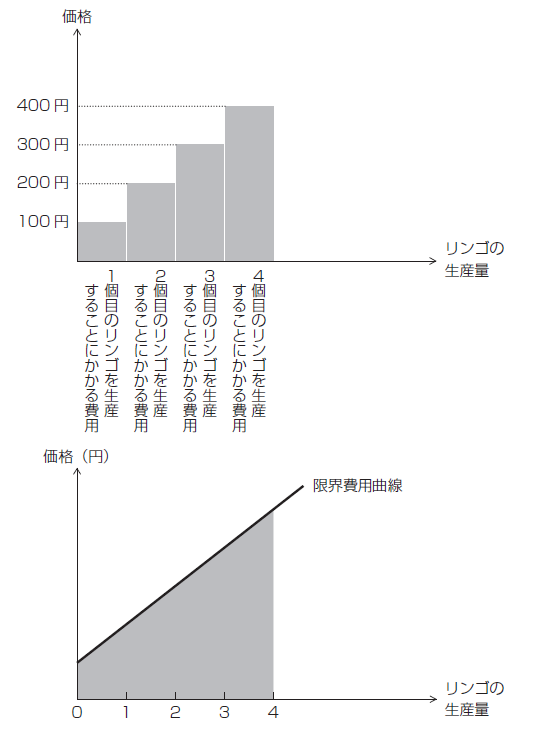 価格
400円
300円
200円
100円
リンゴの
生産量
1個目のリンゴを生産
することにかかる費用
2個目のリンゴを生産
することにかかる費用
3個目のリンゴを生産
することにかかる費用
4個目のリンゴを生産
することにかかる費用
価格（円）
限界費用曲線
リンゴの
生産量
0 1 2 3 4